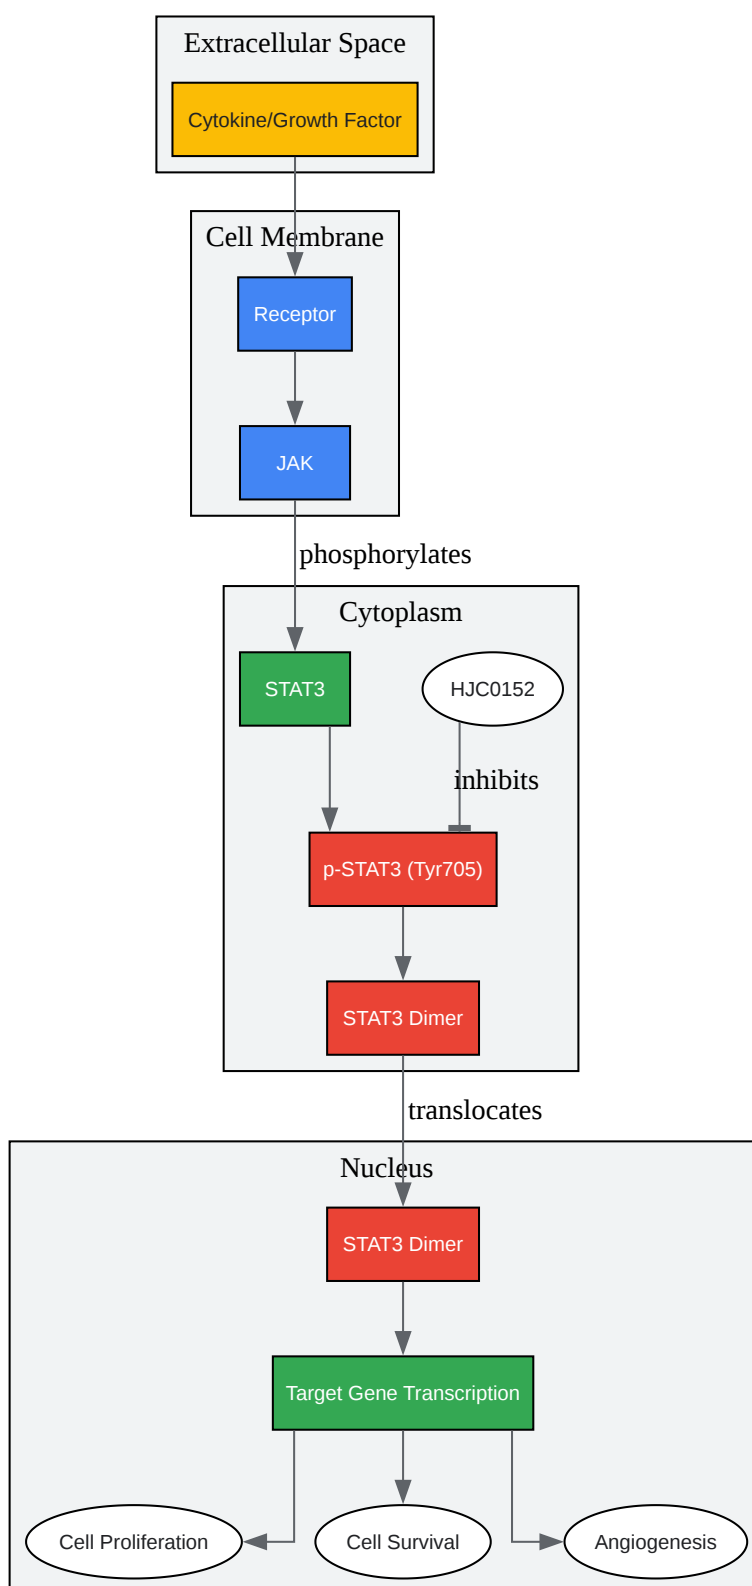 Extracellular Space
Cytokine/Growth Factor
Cell Membrane
Receptor
JAK
phosphorylates
Cytoplasm
STAT3
HJC0152
inhibits
p-STAT3 (Tyr705)
STAT3 Dimer
translocates
Nucleus
STAT3 Dimer
Target Gene Transcription
Cell Proliferation
Cell Survival
Angiogenesis